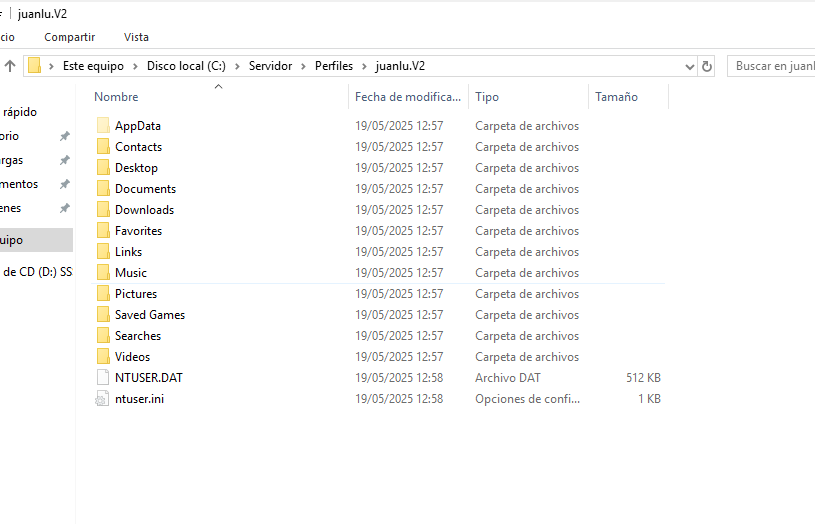 juanlu.V2
cio Compartir Vista
Este equipo > Disco local (C:) > Servidor > Perfiles > juanlu.V2 Buscar en juanl
Nombre Fecha de modifica... Tipo Tamaño
rápido
orio
argas
mentos
enes
uipo
de CD (D:) SS
AppData 19/05/2025 12:57 Carpeta de archivos
Contacts 19/05/2025 12:57 Carpeta de archivos
Desktop 19/05/2025 12:57 Carpeta de archivos
Documents 19/05/2025 12:57 Carpeta de archivos
Downloads 19/05/2025 12:57 Carpeta de archivos
Favorites 19/05/2025 12:57 Carpeta de archivos
Links 19/05/2025 12:57 Carpeta de archivos
Music 19/05/2025 12:57 Carpeta de archivos
Pictures 19/05/2025 12:57 Carpeta de archivos
Saved Games 19/05/2025 12:57 Carpeta de archivos
Searches 19/05/2025 12:57 Carpeta de archivos
Videos 19/05/2025 12:57 Carpeta de archivos
NTUSER.DAT 19/05/2025 12:58 Archivo DAT 512 KB
ntuser.ini 19/05/2025 12:58 Opciones de confi... 1 KB